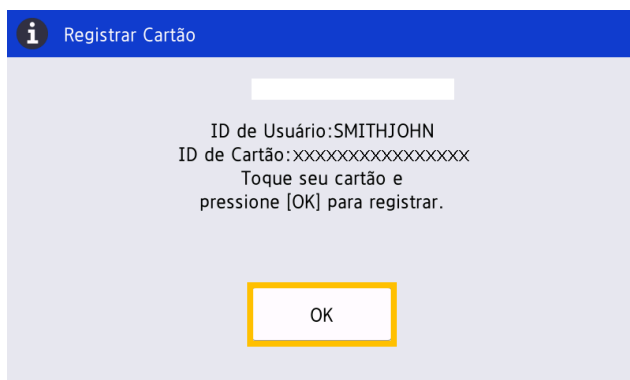 Registrar Cartão
ID de Usuário:SMITHJOHN
ID de Cartão:XXXXXXXXXXXXXXXX
Toque seu cartão e
pressione [OK] para registrar.
OK